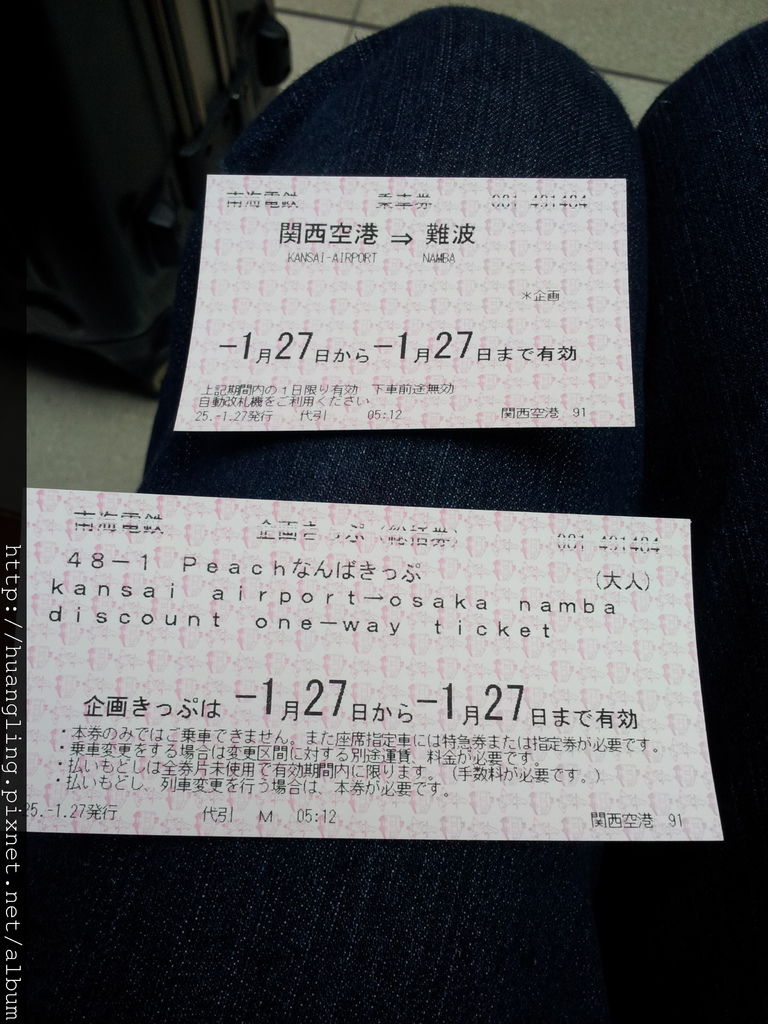 南海電鉄 乗車券 001 431404
関西空港 ⇒ 難波
KANSAI-AIRPORT NAMBA
*企画
-1月27日から-1月27日まで有効
上記期間内の1日限り有効 下車前途無効
自動改札機をご利用ください
25.-1.27発行 代引 05:12 関西空港 91
南海電鉄 企画きっぷ(総括券)
48-1 Peachなんばきっぷ (大人)
kansai airport→osaka namba
discount one-way ticket
企画きっぷは -1月27日から-1月27日まで有効
・本券のみではご乗車できません。また座席指定車には特急券または指定券が必要です。
・乗車変更をする場合は変更区間に対する別途運賃、料金が必要です。
・払いもどしは全券片未使用で有効期間内に限ります。(手数料が必要です。)
・払いもどし、列車変更を行う場合は、本券が必要です。
25.-1.27発行 代引 M 05:12 関西空港 91
http://huangling.pixnet.net/album